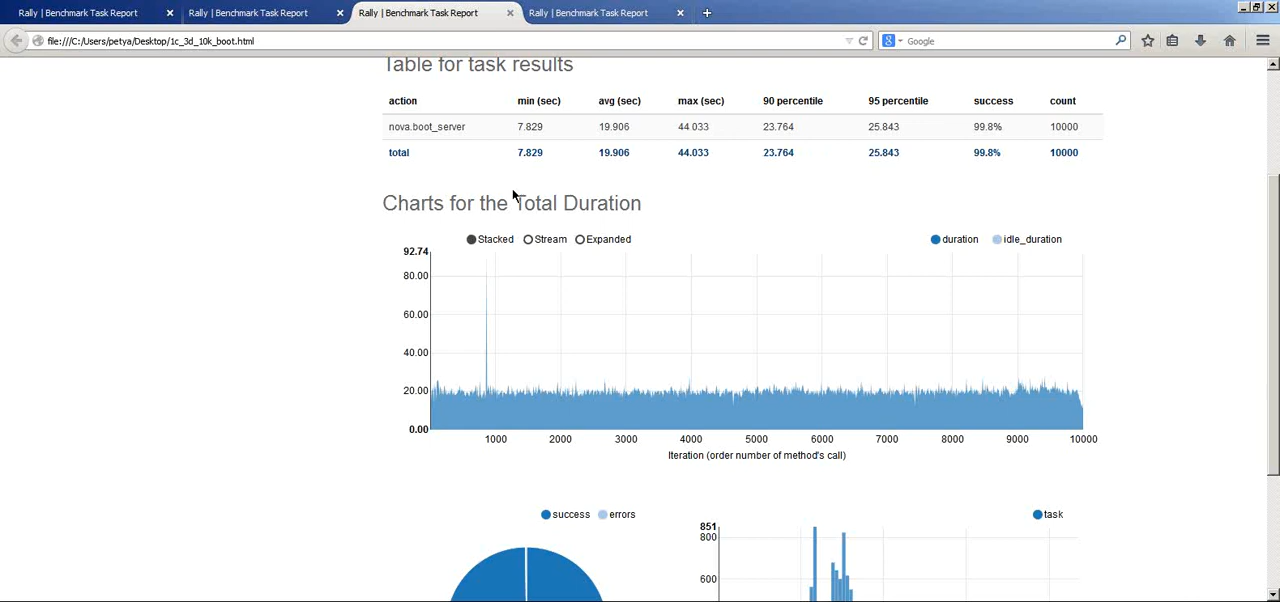 Rally | Benchmark Task Report Rally | Benchmark Task Report Rally | Benchmark Task Report Rally | Benchmark Task Report
file:///C:/Users/petya/Desktop/1c_3d_10k_boot.html Google
Table for task results
action min (sec) avg (sec) max (sec) 90 percentile 95 percentile success count
nova.boot_server 7.829 19.906 44.033 23.764 25.843 99.8% 10000
total 7.829 19.906 44.033 23.764 25.843 99.8% 10000
Charts for the Total Duration
Stacked Stream Expanded duration idle_duration
92.74
80.00
60.00
40.00
20.00
0.00
1000 2000 3000 4000 5000 6000 7000 8000 9000 10000
Iteration (order number of method's call)
success errors task
851
800
600